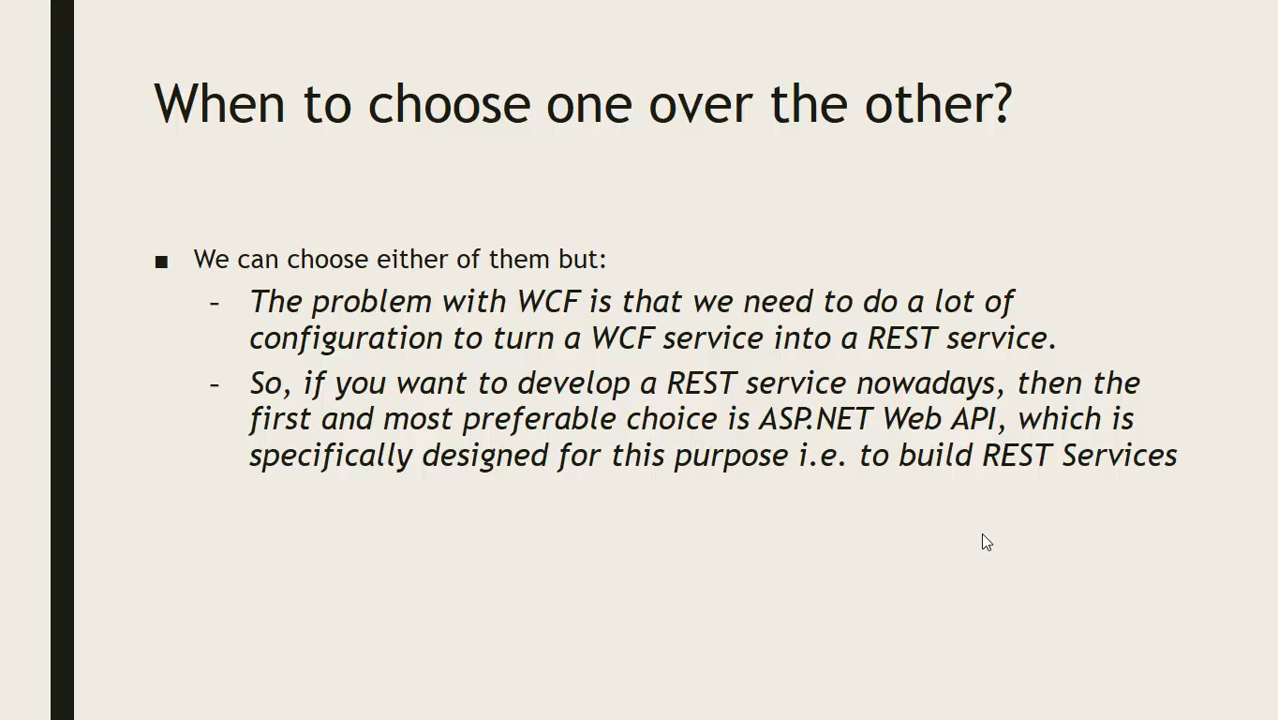 When to choose one over the other?
■ We can choose either of them but:
– The problem with WCF is that we need to do a lot of
configuration to turn a WCF service into a REST service.
– So, if you want to develop a REST service nowadays, then the
first and most preferable choice is ASP.NET Web API, which is
specifically designed for this purpose i.e. to build REST Services